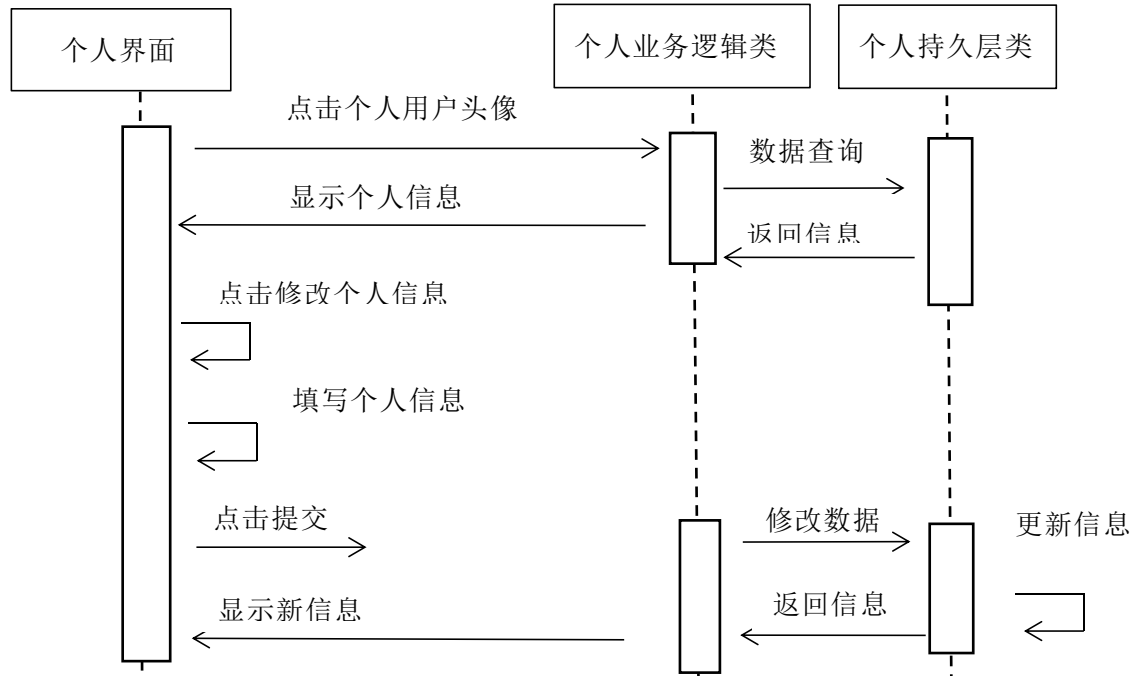 个人界面
个人业务逻辑类
个人持久层类
点击个人用户头像
数据查询
显示个人信息
返回信息
点击修改个人信息
填写个人信息
点击提交
修改数据
更新信息
显示新信息
返回信息